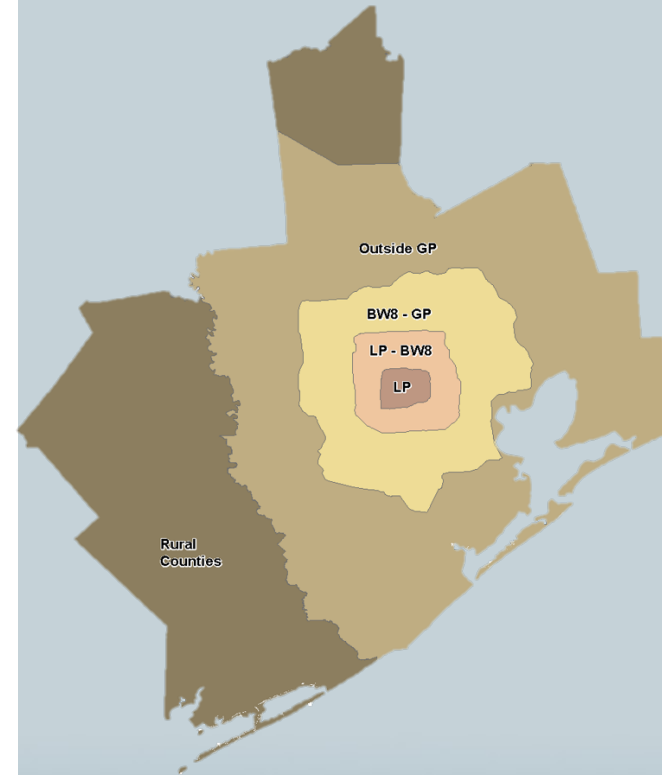 Outside GP
BW8 - GP
LP - BW8
LP
Rural
Counties